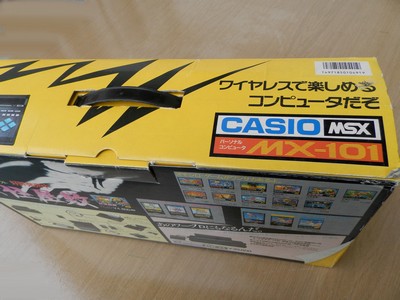 ワイヤレスで楽しめる
コンピュータだぞ
CASIO MSX
パーソナル
コンピュータ
MX-101